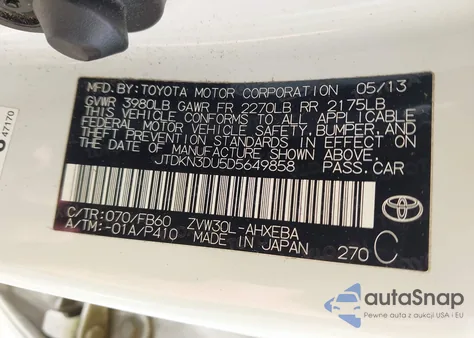 MFD. BY: TOYOTA MOTOR CORPORATION 05/13
GVWR 3980LB GAWR FR 2270LB RR 2175LB
THIS VEHICLE CONFORMS TO ALL APPLICABLE
FEDERAL MOTOR VEHICLE SAFETY, BUMPER, AND
THEFT PREVENTION STANDARDS IN EFFECT ON
THE DATE OF MANUFACTURE SHOWN ABOVE.
JTDKN3DU5D5649858 PASS. CAR
C/TR: 070/FB60 ZVW30L-AHXEBA
A/TM: -01A/P410 MADE IN JAPAN 270 C
TOYOTA
47170
autoSnap
Pewne auta z aukcji USA i EU